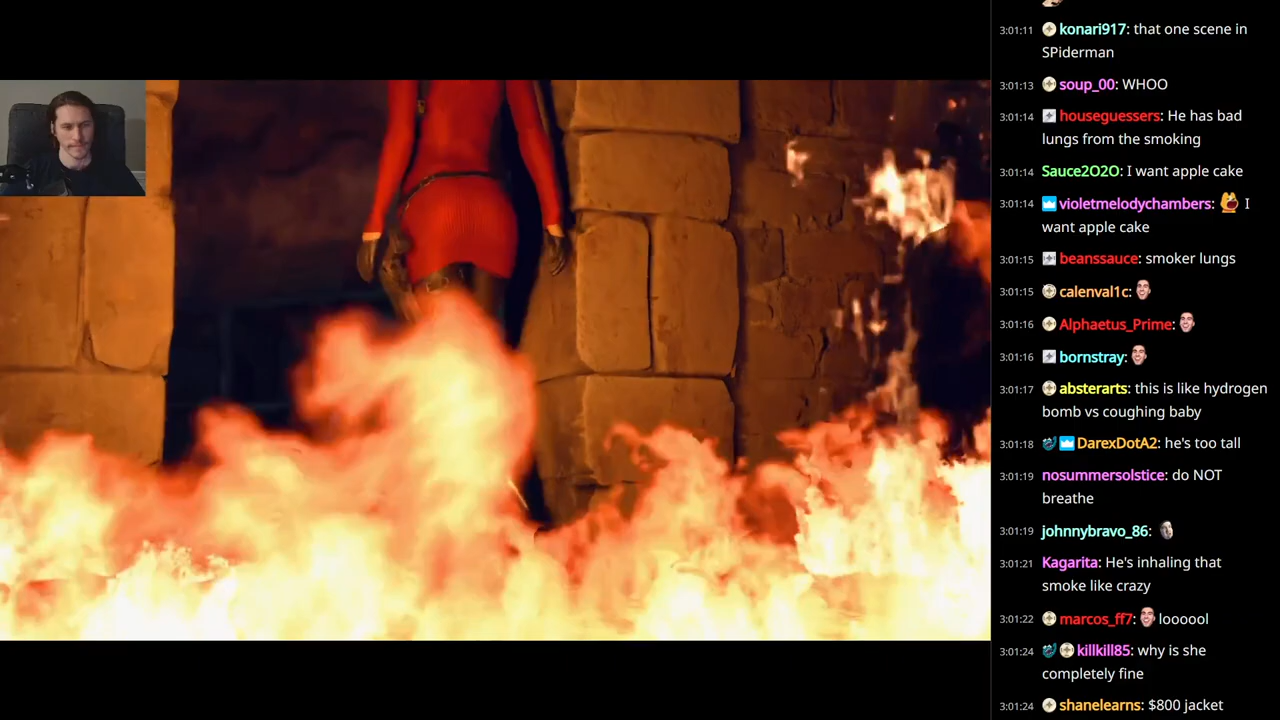 3:01:11 konari917: that one scene in
SPiderman
3:01:13 soup_00: WHOO
3:01:14 houseguessers: He has bad
lungs from the smoking
3:01:14 Sauce2O2O: I want apple cake
3:01:14 violetmelodychambers: I
want apple cake
3:01:15 beanssauce: smoker lungs
3:01:15 calenval1c:
3:01:16 Alphaetus_Prime:
3:01:16 bornstray:
3:01:17 absterarts: this is like hydrogen
bomb vs coughing baby
3:01:18 DarexDotA2: he's too tall
3:01:19 nosummersolstice: do NOT
breathe
3:01:19 johnnybravo_86:
3:01:21 Kagarita: He's inhaling that
smoke like crazy
3:01:22 marcos_ff7: loooool
3:01:24 killkill85: why is she
completely fine
3:01:24 shanelearns: $800 jacket